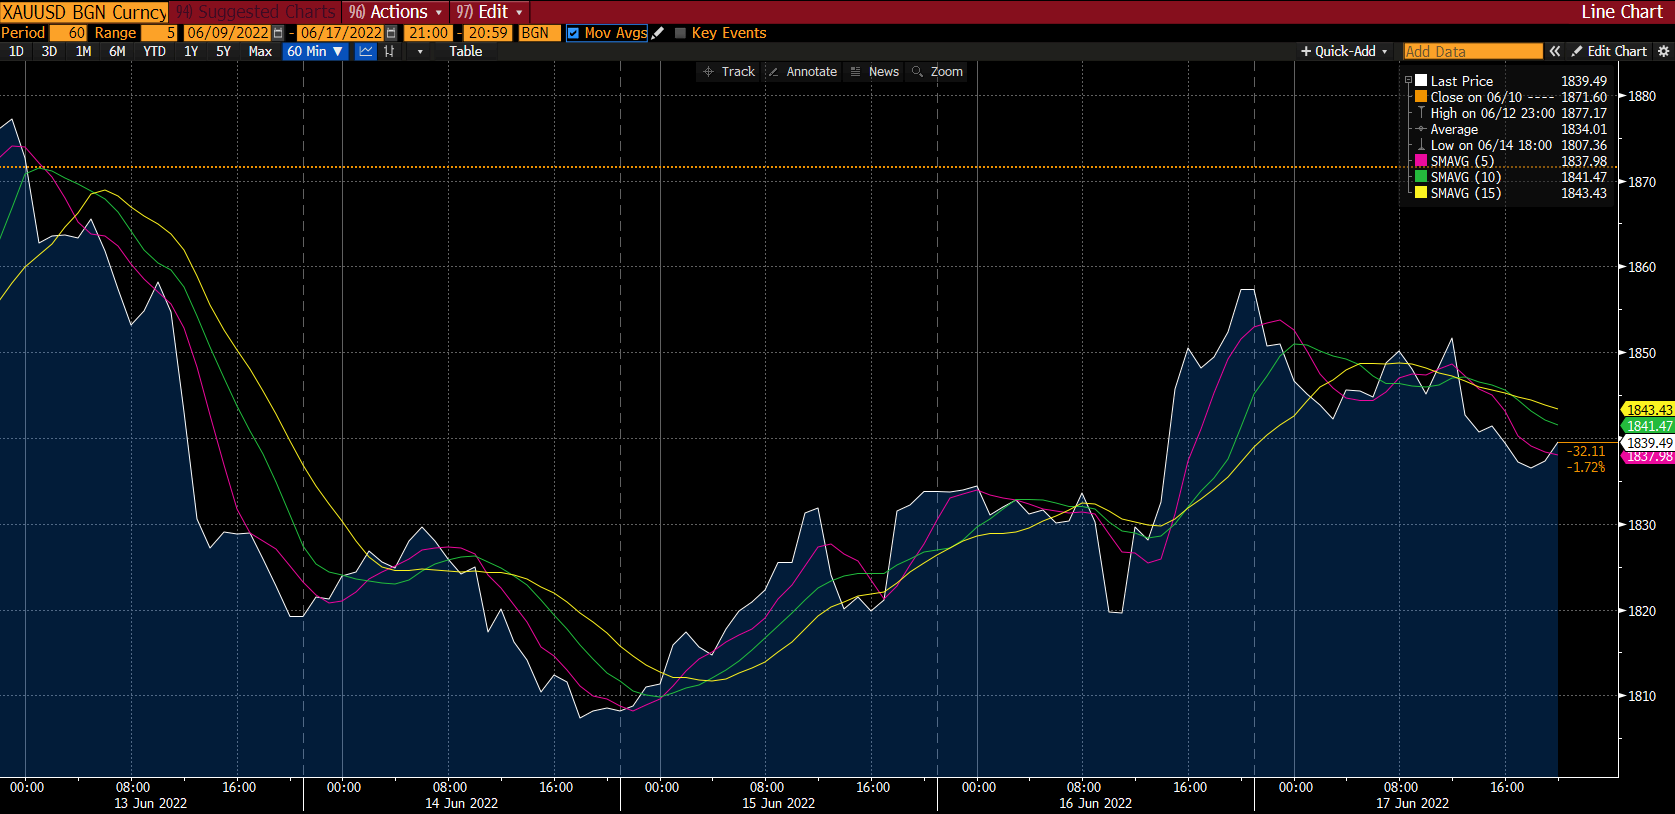 XAUUSD BGN Curncy 94) Suggested Charts 96) Actions 97) Edit Line Chart
Period 60 Range 5 06/09/2022 - 06/17/2022 21:00 - 20:59 BGN Mov Avgs Key Events
1D 3D 1M 6M YTD 1Y 5Y Max 60 Min ▼ Table + Quick-Add Add Data « Edit Chart
Track Annotate News Zoom
Last Price 1839.49
Close on 06/10 ---- 1871.60
High on 06/12 23:00 1877.17
Average 1834.01
Low on 06/14 18:00 1807.36
SMAVG (5) 1837.98
SMAVG (10) 1841.47
SMAVG (15) 1843.43
1880
1870
1860
1850
1843.43
1841.47
1839.49
1837.98
-32.11
-1.72%
1830
1820
1810
00:00 08:00 16:00 00:00 08:00 16:00 00:00 08:00 16:00 00:00 08:00 16:00 00:00 08:00 16:00
13 Jun 2022 14 Jun 2022 15 Jun 2022 16 Jun 2022 17 Jun 2022